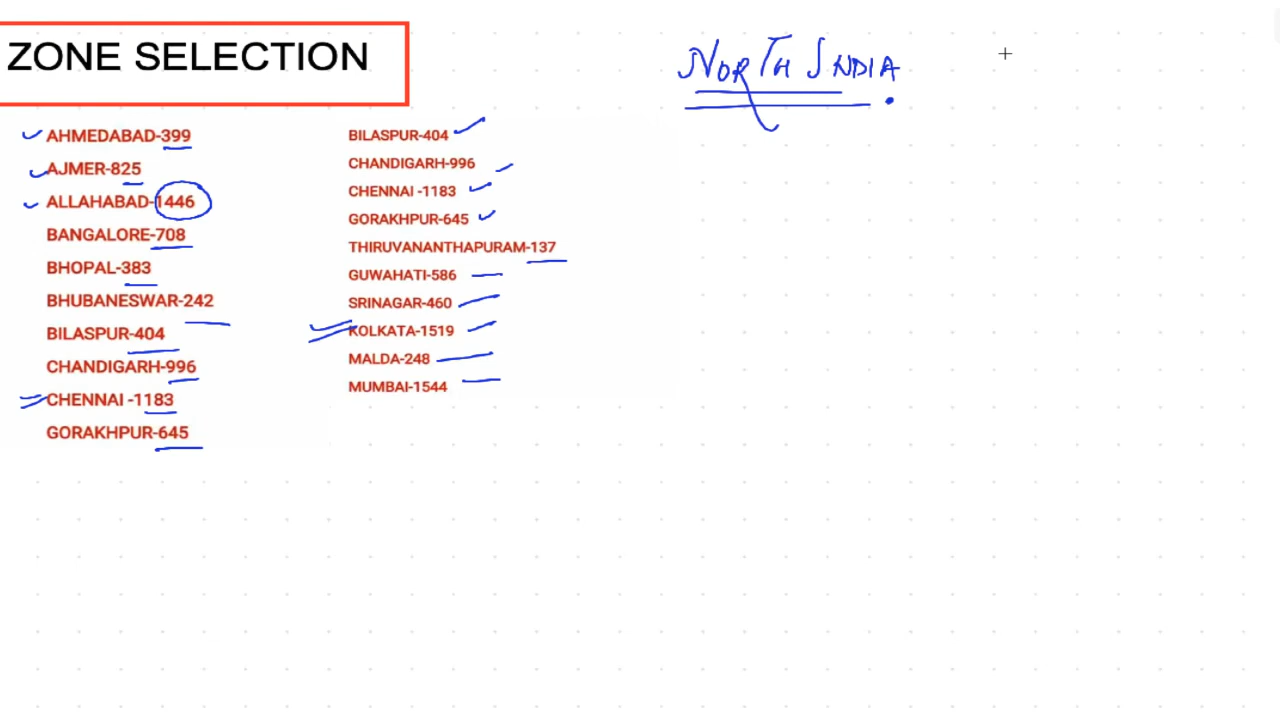 ZONE SELECTION
NORTH INDIA
AHMEDABAD-399
AJMER-825
ALLAHABAD-1446
BANGALORE-708
BHOPAL-383
BHUBANESWAR-242
BILASPUR-404
CHANDIGARH-996
CHENNAI -1183
GORAKHPUR-645
BILASPUR-404
CHANDIGARH-996
CHENNAI -1183
GORAKHPUR-645
THIRUVANANTHAPURAM-137
GUWAHATI-586
SRINAGAR-460
KOLKATA-1519
MALDA-248
MUMBAI-1544